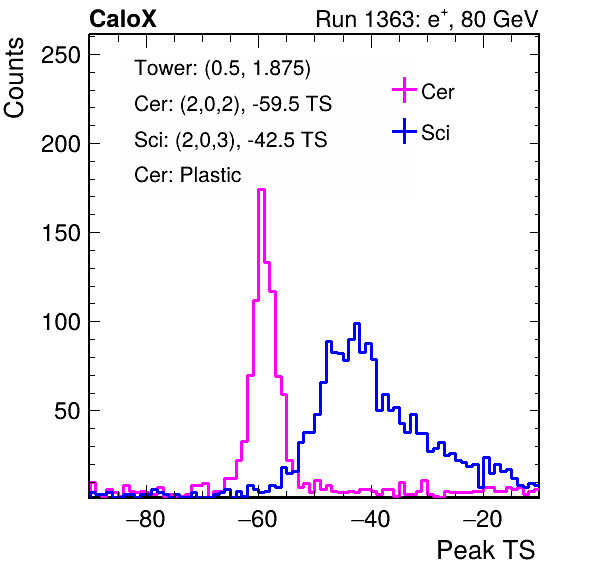 CaloX Run 1363: e⁺, 80 GeV
Counts
250
200
150
100
50
Tower: (0.5, 1.875)
Cer: (2,0,2), -59.5 TS
Sci: (2,0,3), -42.5 TS
Cer: Plastic
Cer
Sci
−80 −60 −40 −20
Peak TS